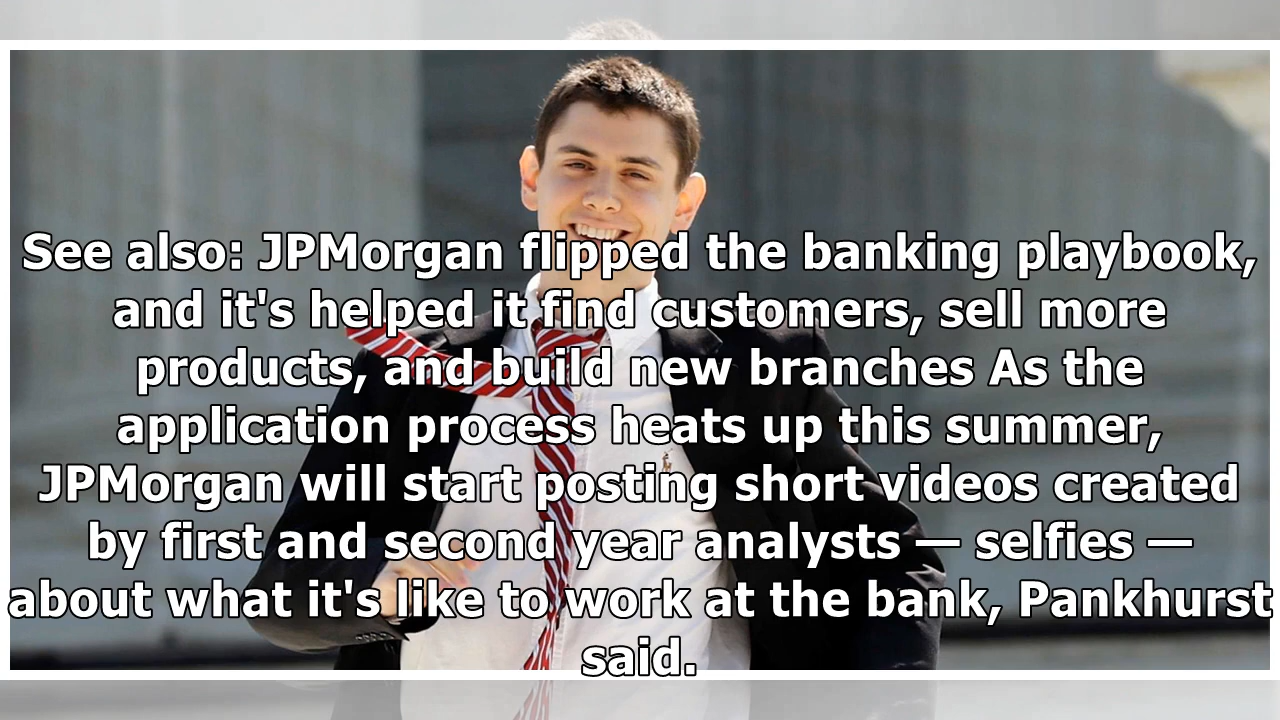 See also: JPMorgan flipped the banking playbook,
and it's helped it find customers, sell more
products, and build new branches As the
application process heats up this summer,
JPMorgan will start posting short videos created
by first and second year analysts — selfies —
about what it's like to work at the bank, Pankhurst
said.